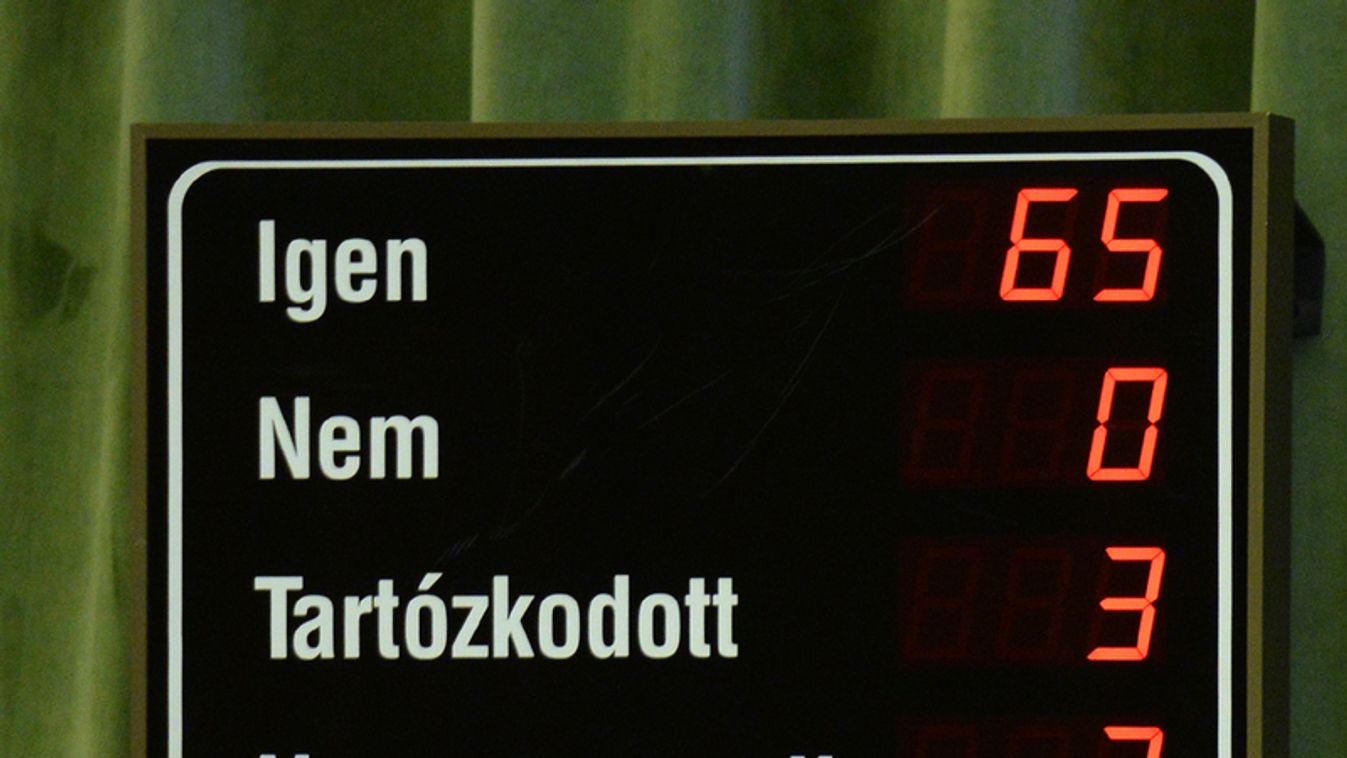 Igen 65
Nem 0
Tartózkodott 3